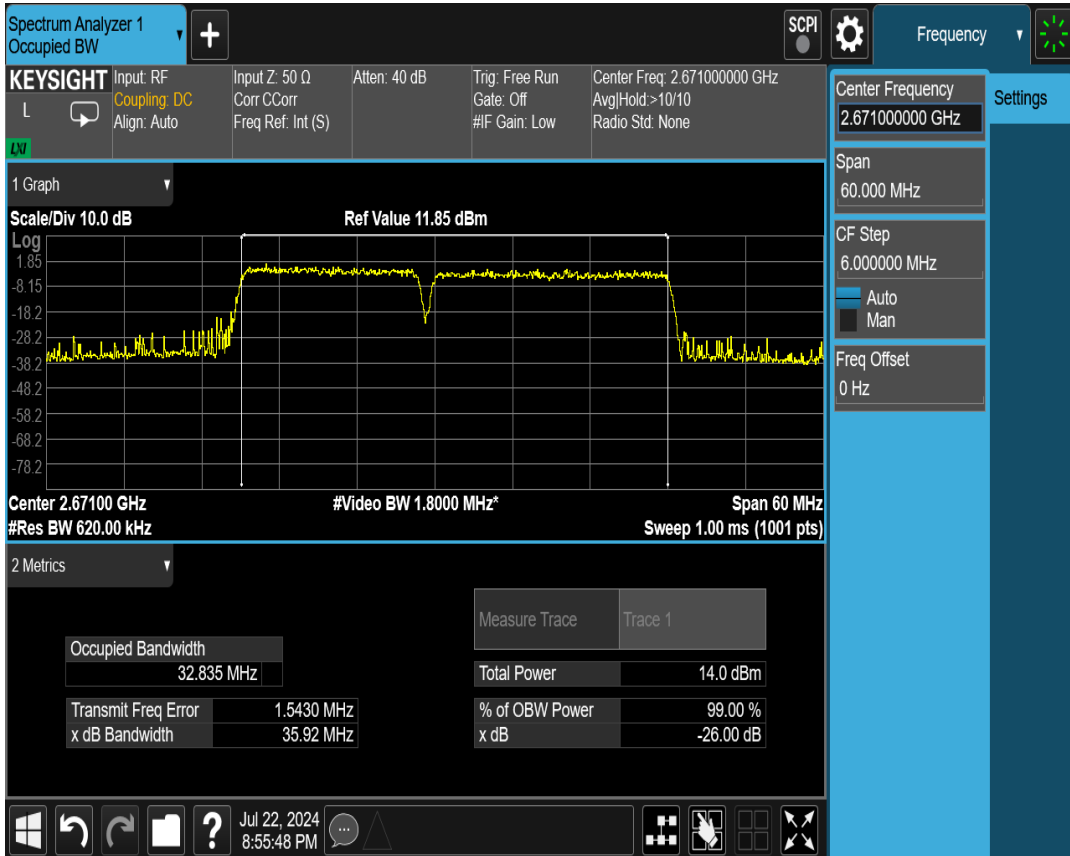 Spectrum Analyzer 1
Occupied BW
+
SCPI
Frequency
KEYSIGHT
L
LXI
Input: RF
Coupling: DC
Align: Auto
Input Z: 50 Ω
Corr CCorr
Freq Ref: Int (S)
Atten: 40 dB
Trig: Free Run
Gate: Off
#IF Gain: Low
Center Freq: 2.671000000 GHz
Avg|Hold:>10/10
Radio Std: None
Center Frequency
2.671000000 GHz
Settings
Span
60.000 MHz
CF Step
6.000000 MHz
Auto
Man
Freq Offset
0 Hz
1 Graph
Scale/Div 10.0 dB
Ref Value 11.85 dBm
Log
1.85
-8.15
-18.2
-28.2
-38.2
-48.2
-58.2
-68.2
-78.2
Center 2.67100 GHz
#Video BW 1.8000 MHz*
Span 60 MHz
#Res BW 620.00 kHz
Sweep 1.00 ms (1001 pts)
2 Metrics
Measure Trace
Trace 1
Occupied Bandwidth
32.835 MHz
Total Power
14.0 dBm
Transmit Freq Error
1.5430 MHz
% of OBW Power
99.00 %
x dB Bandwidth
35.92 MHz
x dB
-26.00 dB
?
Jul 22, 2024
8:55:48 PM